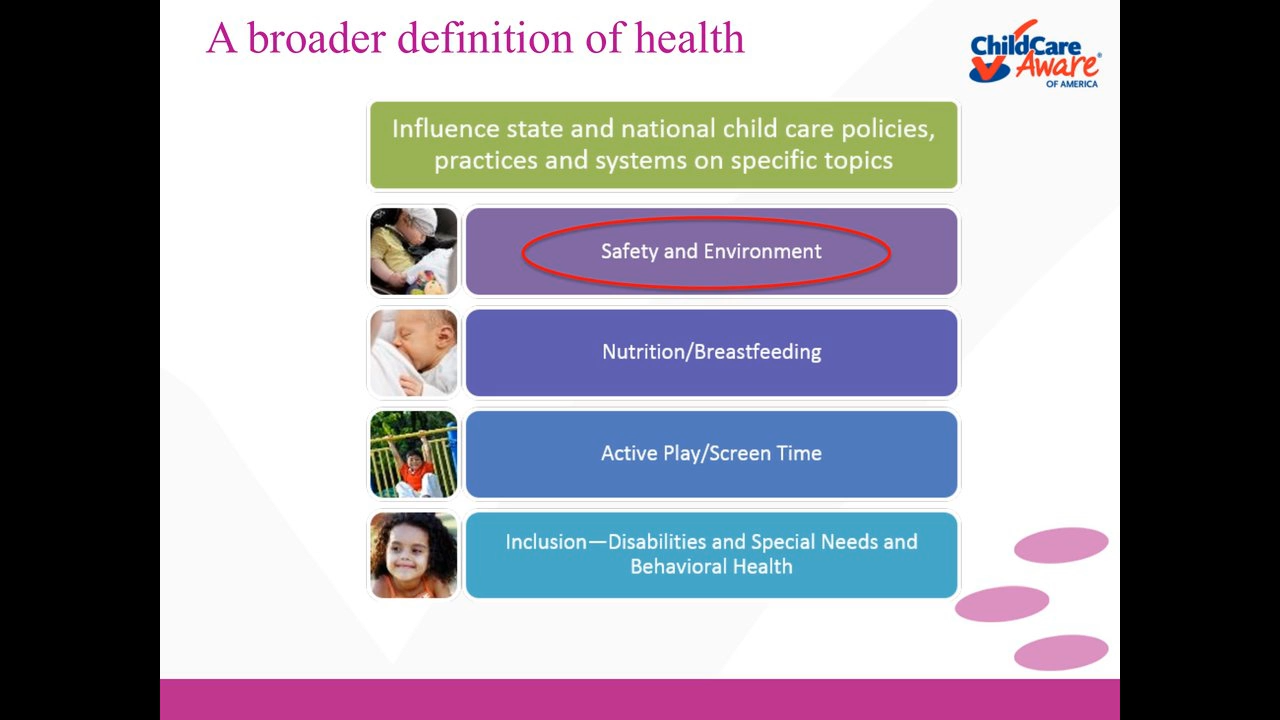 A broader definition of health
ChildCare
Aware®
OF AMERICA
Influence state and national child care policies,
practices and systems on specific topics
Safety and Environment
Nutrition/Breastfeeding
Active Play/Screen Time
Inclusion—Disabilities and Special Needs and
Behavioral Health